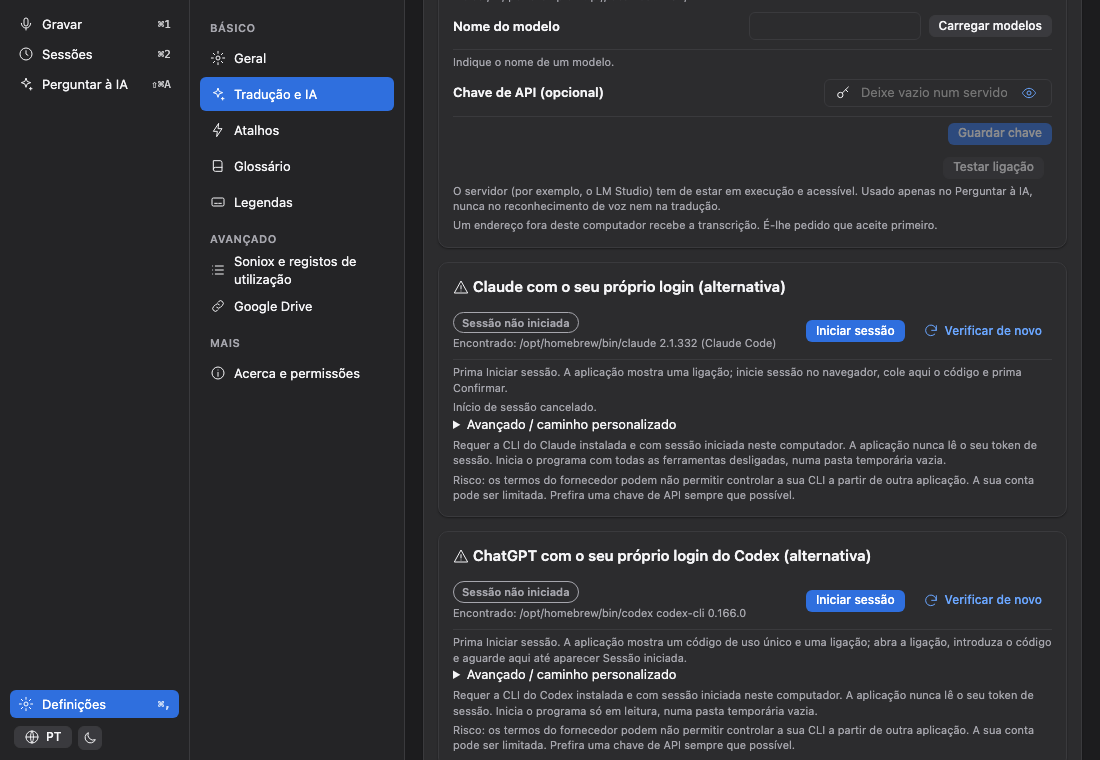 Gravar ⌘1
Sessões ⌘2
Perguntar à IA ⇧⌘A
Definições ⌘,
PT
BÁSICO
Geral
Tradução e IA
Atalhos
Glossário
Legendas
AVANÇADO
Soniox e registos de
utilização
Google Drive
MAIS
Acerca e permissões
Nome do modelo
Carregar modelos
Indique o nome de um modelo.
Chave de API (opcional)
Deixe vazio num servido
Guardar chave
Testar ligação
O servidor (por exemplo, o LM Studio) tem de estar em execução e acessível. Usado apenas no Perguntar à IA,
nunca no reconhecimento de voz nem na tradução.
Um endereço fora deste computador recebe a transcrição. É-lhe pedido que aceite primeiro.
Claude com o seu próprio login (alternativa)
Sessão não iniciada
Encontrado: /opt/homebrew/bin/claude 2.1.332 (Claude Code)
Iniciar sessão
Verificar de novo
Prima Iniciar sessão. A aplicação mostra uma ligação; inicie sessão no navegador, cole aqui o código e prima
Confirmar.
Início de sessão cancelado.
Avançado / caminho personalizado
Requer a CLI do Claude instalada e com sessão iniciada neste computador. A aplicação nunca lê o seu token de
sessão. Inicia o programa com todas as ferramentas desligadas, numa pasta temporária vazia.
Risco: os termos do fornecedor podem não permitir controlar a sua CLI a partir de outra aplicação. A sua conta
pode ser limitada. Prefira uma chave de API sempre que possível.
ChatGPT com o seu próprio login do Codex (alternativa)
Sessão não iniciada
Encontrado: /opt/homebrew/bin/codex codex-cli 0.166.0
Iniciar sessão
Verificar de novo
Prima Iniciar sessão. A aplicação mostra um código de uso único e uma ligação; abra a ligação, introduza o código
e aguarde aqui até aparecer Sessão iniciada.
Avançado / caminho personalizado
Requer a CLI do Codex instalada e com sessão iniciada neste computador. A aplicação nunca lê o seu token de
sessão. Inicia o programa só em leitura, numa pasta temporária vazia.
Risco: os termos do fornecedor podem não permitir controlar a sua CLI a partir de outra aplicação. A sua conta
pode ser limitada. Prefira uma chave de API sempre que possível.